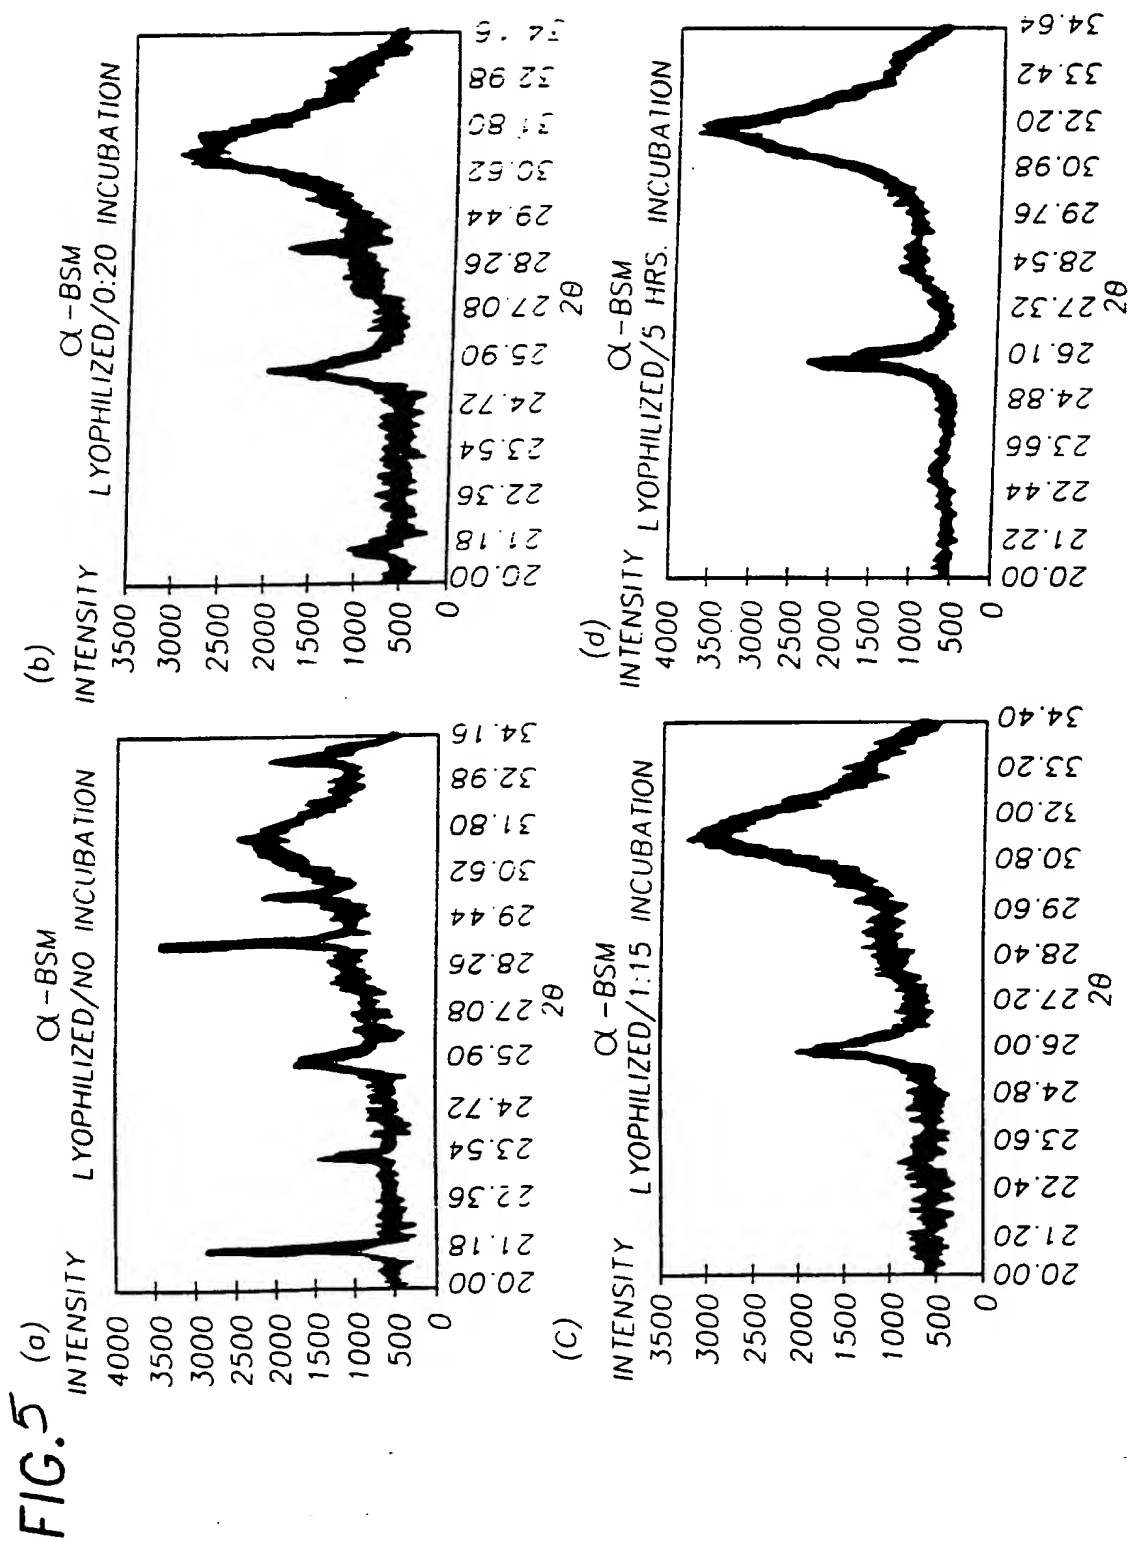 FIG.5
(a)
α-BSM
INTENSITY LYOPHILIZED/NO INCUBATION
4000
3500
3000
2500
2000
1500
1000
500
0
20.00 21.18 22.36 23.54 24.72 25.90 27.08 28.26 29.44 30.62 31.80 32.98 34.16
2θ
(b)
α-BSM
INTENSITY LYOPHILIZED/0:20 INCUBATION
3500
3000
2500
2000
1500
1000
500
0
20.00 21.18 22.36 23.54 24.72 25.90 27.08 28.26 29.44 30.62 31.80 32.98
2θ
(c)
α-BSM
INTENSITY LYOPHILIZED/1:15 INCUBATION
3500
3000
2500
2000
1500
1000
500
0
20.00 21.20 22.40 23.60 24.80 26.00 27.20 28.40 29.60 30.80 32.00 33.20 34.40
2θ
(d)
α-BSM
INTENSITY LYOPHILIZED/5 HRS. INCUBATION
4000
3500
3000
2500
2000
1500
1000
500
0
20.00 21.22 22.44 23.66 24.88 26.10 27.32 28.54 29.76 30.98 32.20 33.42 34.64
2θ